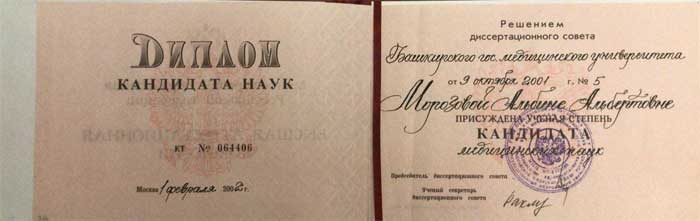 ДИПЛОМ
КАНДИДАТА НАУК
КТ № 064406
Москва 1 февраля 2002 г.
Решением
диссертационного совета
Башкирского гос. медицинского университета
от 9 октября 2001 г. № 5
Морозовой Альбине Альбертовне
ПРИСУЖДЕНА УЧЕНАЯ СТЕПЕНЬ
КАНДИДАТА
медицинских наук
Председатель диссертационного совета
Ученый секретарь
диссертационного совета